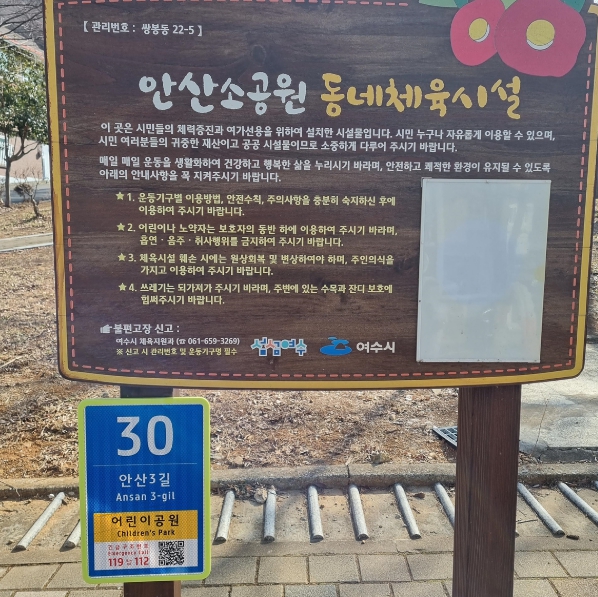 【 관리번호 : 쌍봉동 22-5 】
안산소공원 동네체육시설
이 곳은 시민들의 체력증진과 여가선용을 위하여 설치한 시설물입니다. 시민 누구나 자유롭게 이용할 수 있으며,
시민 여러분들의 귀중한 재산이고 공공 시설물이므로 소중하게 다루어 주시기 바랍니다.
매일 매일 운동을 생활화하여 건강하고 행복한 삶을 누리시기 바라며, 안전하고 쾌적한 환경이 유지될 수 있도록
아래의 안내사항을 꼭 지켜주시기 바랍니다.
★1. 운동기구별 이용방법, 안전수칙, 주의사항을 충분히 숙지하신 후에
이용하여 주시기 바랍니다.
★2. 어린이나 노약자는 보호자의 동반 하에 이용하여 주시기 바라며,
흡연 · 음주 · 취사행위를 금지하여 주시기 바랍니다.
★3. 체육시설 훼손 시에는 원상회복 및 변상하여야 하며, 주인의식을
가지고 이용하여 주시기 바랍니다.
★4. 쓰레기는 되가져가 주시기 바라며, 주변에 있는 수목과 잔디 보호에
힘써주시기 바랍니다.
불편고장 신고 :
여수시 체육지원과 (☎ 061-659-3269)
※ 신고 시 관리번호 및 운동기구명 필수
섬섬여수 여수시
30
안산3길
Ansan 3-gil
어린이공원
Children's Park
긴급구조번호
Emergency call
119 및 112